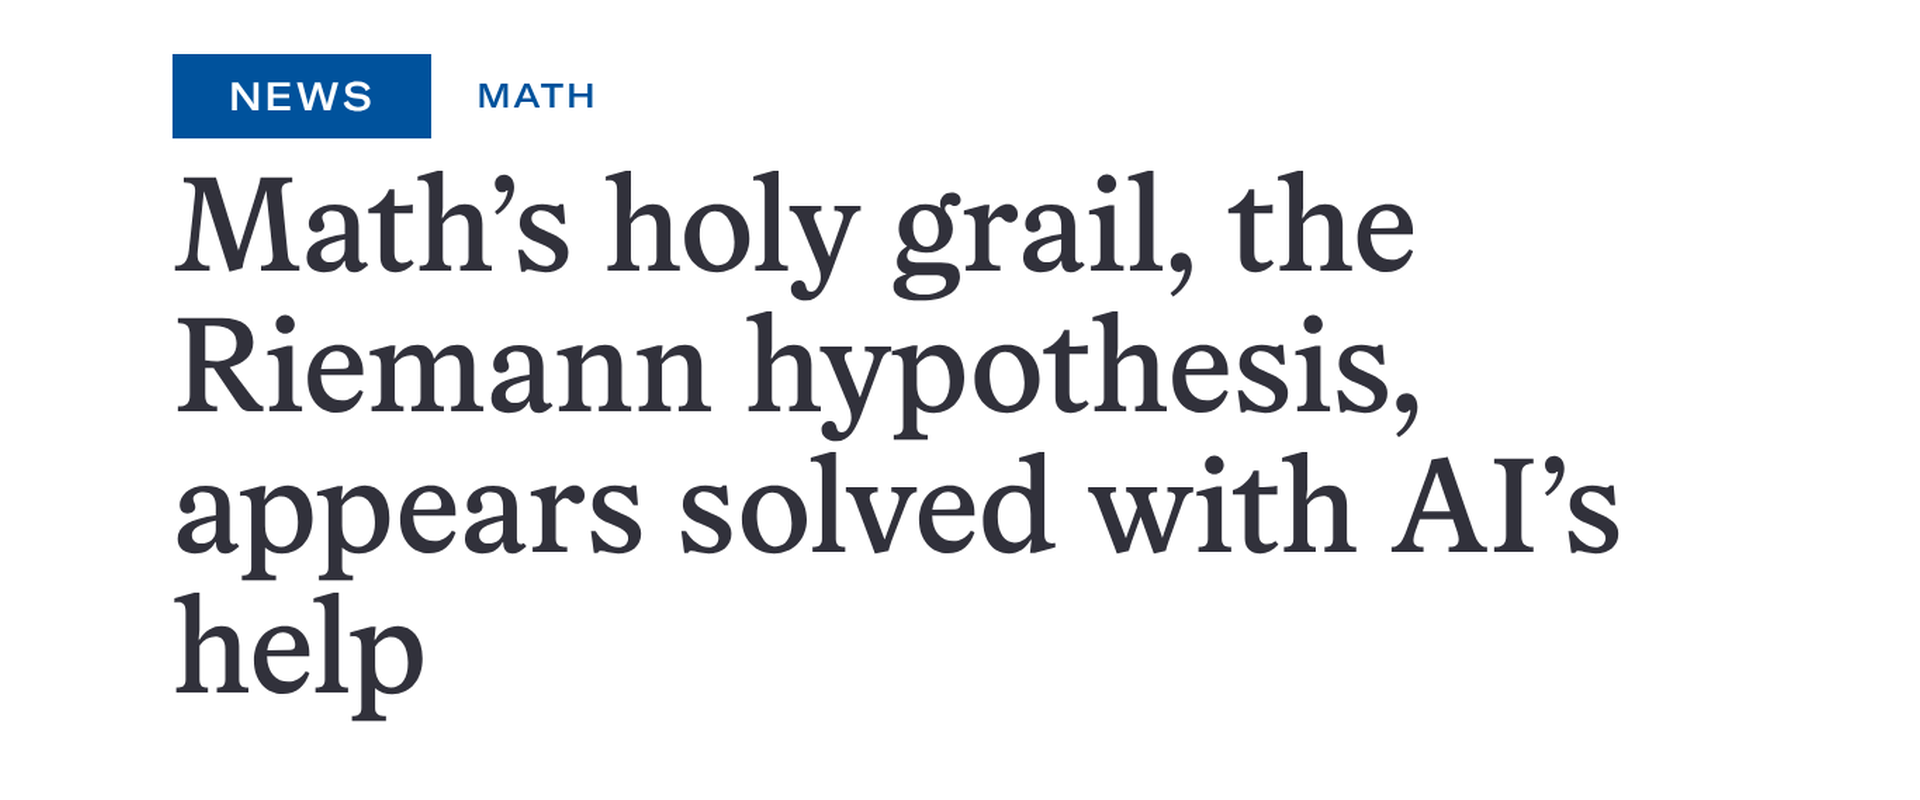 NEWS MATH
Math’s holy grail, the
Riemann hypothesis,
appears solved with AI’s
help